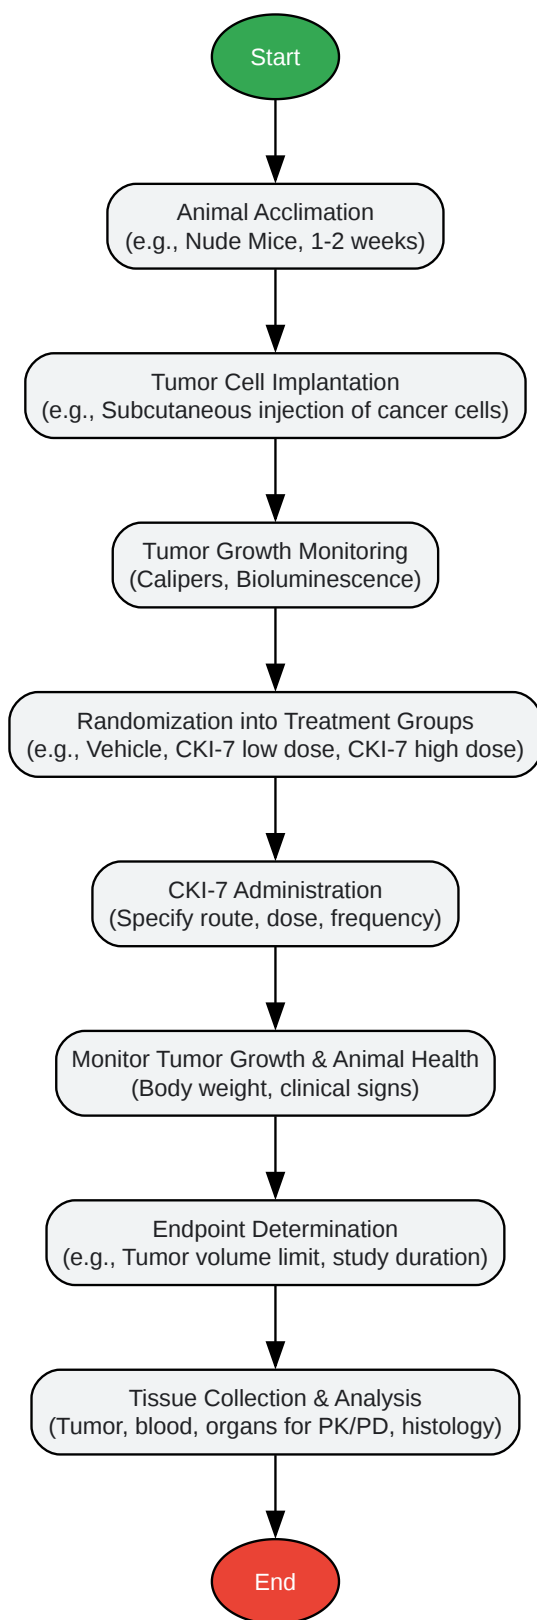 Start
Animal Acclimation
(e.g., Nude Mice, 1-2 weeks)
Tumor Cell Implantation
(e.g., Subcutaneous injection of cancer cells)
Tumor Growth Monitoring
(Calipers, Bioluminescence)
Randomization into Treatment Groups
(e.g., Vehicle, CKI-7 low dose, CKI-7 high dose)
CKI-7 Administration
(Specify route, dose, frequency)
Monitor Tumor Growth & Animal Health
(Body weight, clinical signs)
Endpoint Determination
(e.g., Tumor volume limit, study duration)
Tissue Collection & Analysis
(Tumor, blood, organs for PK/PD, histology)
End